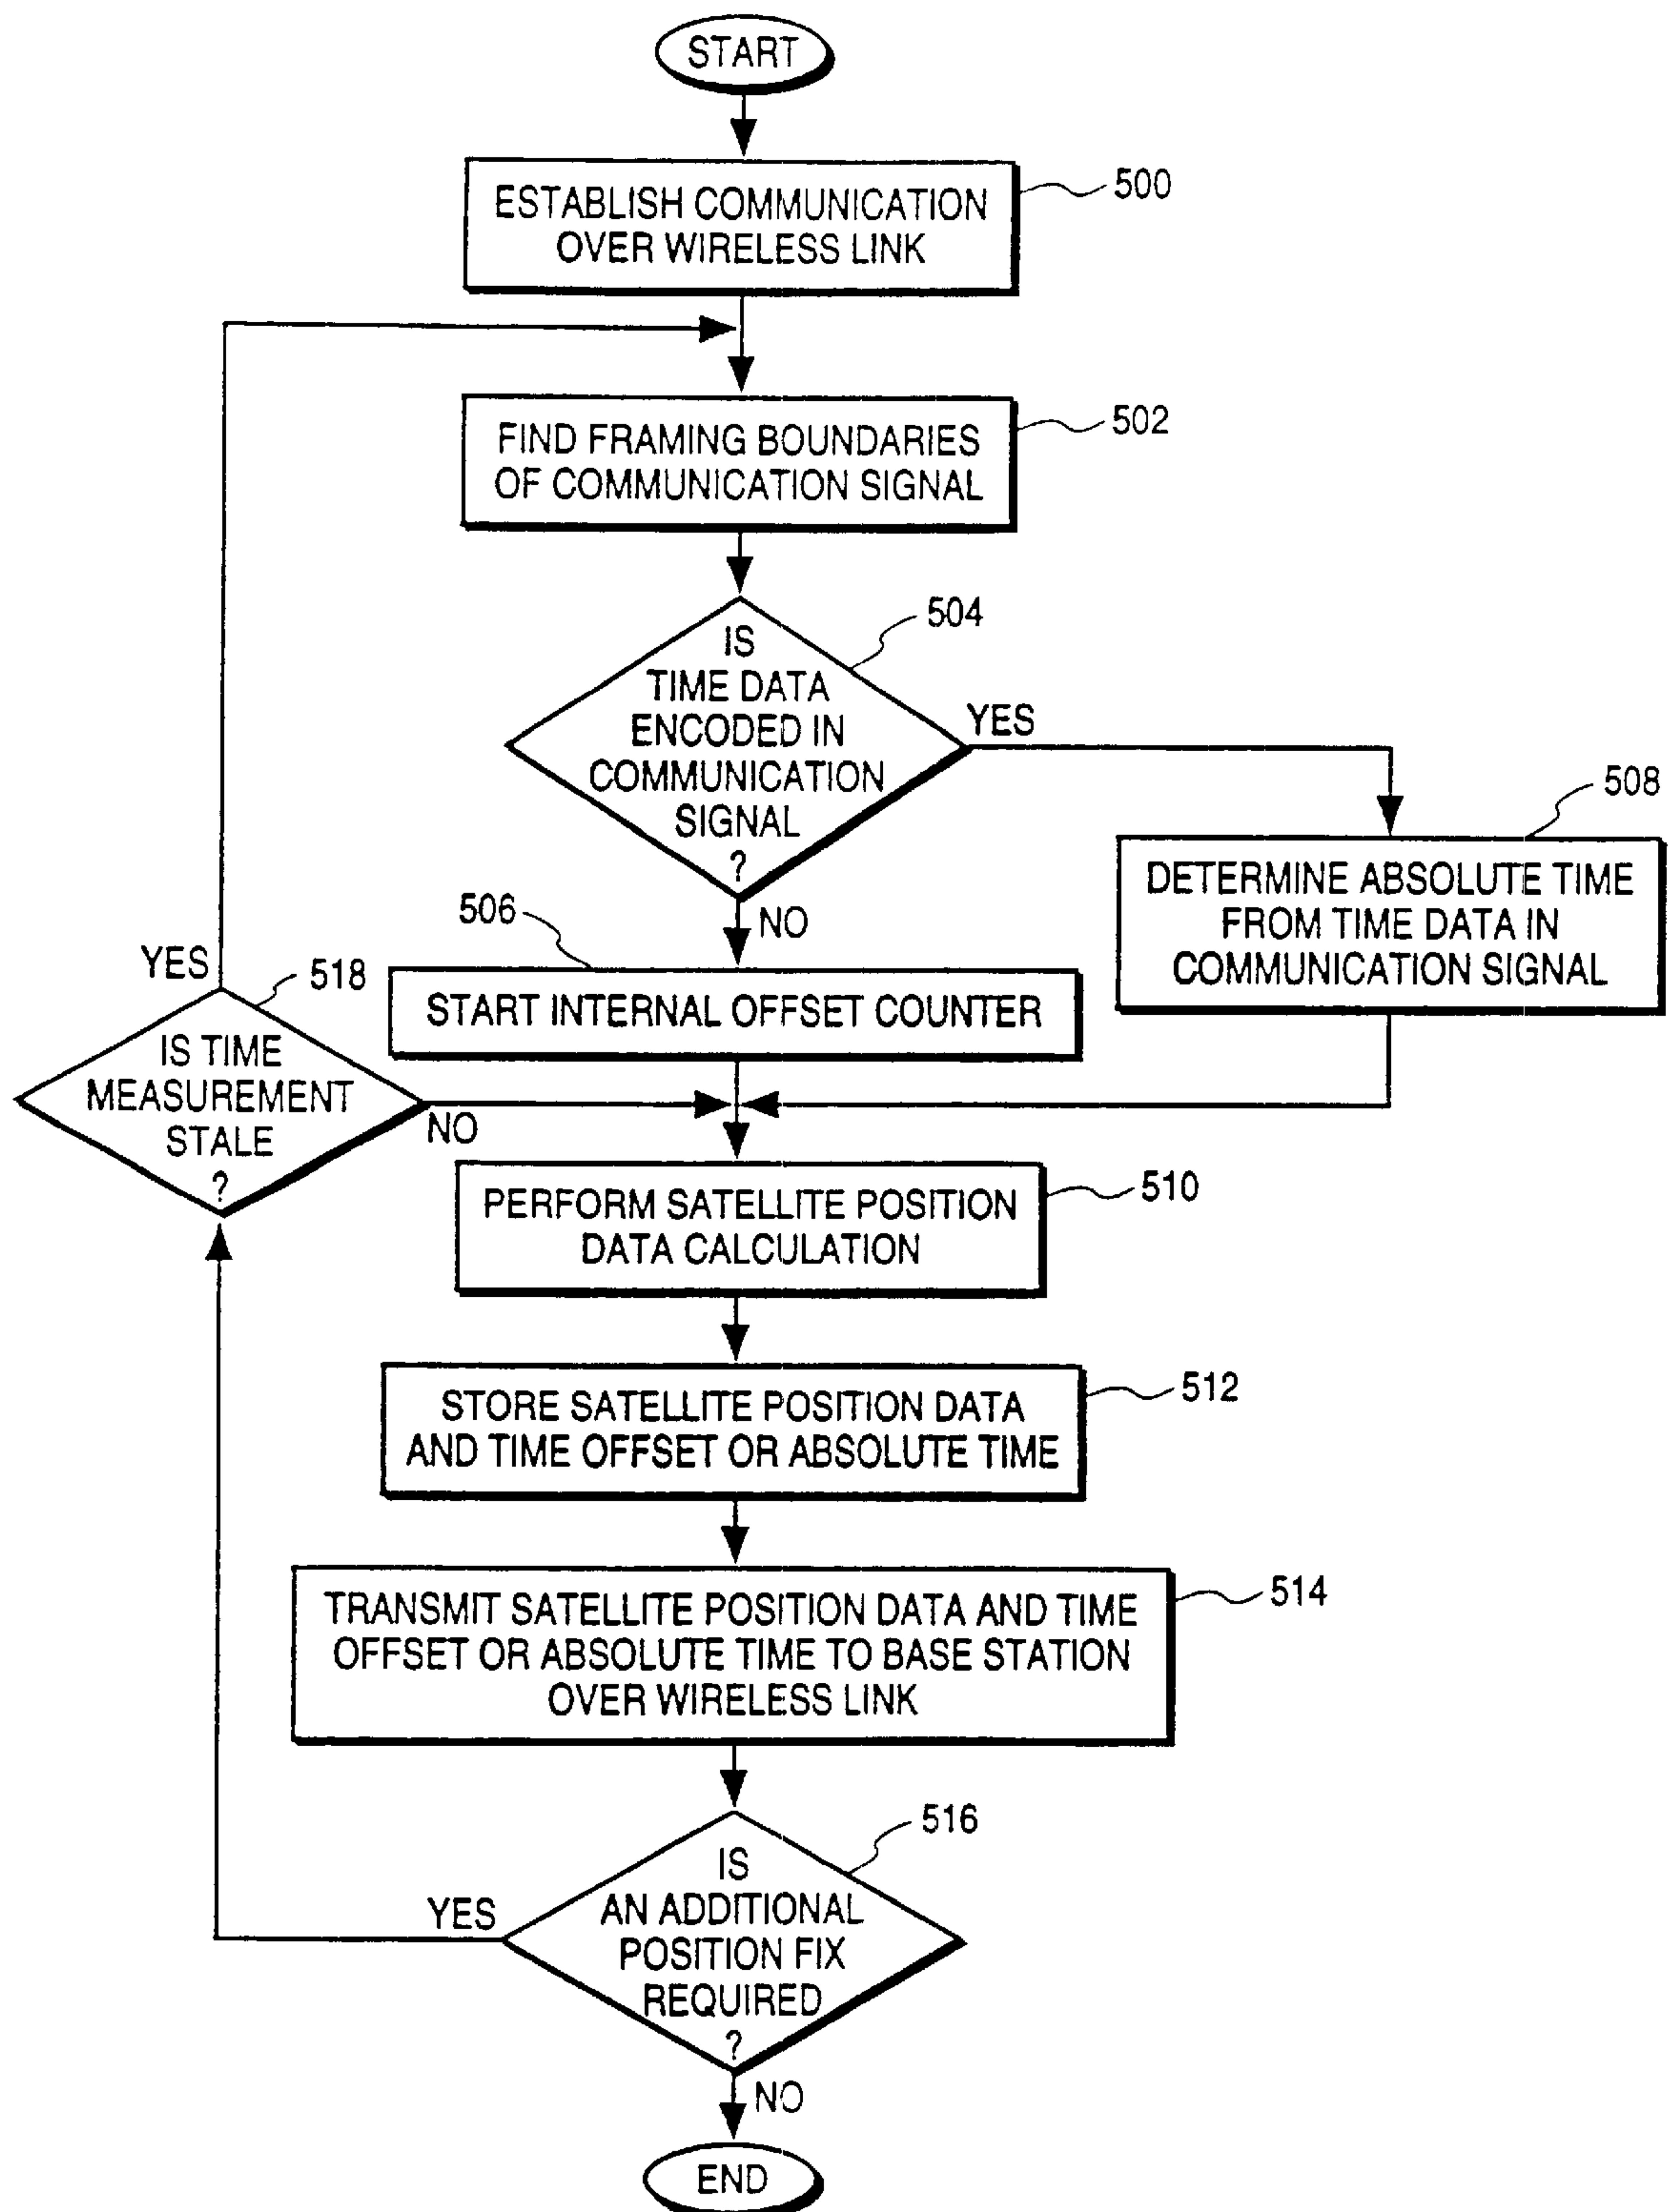 START
ESTABLISH COMMUNICATION
OVER WIRELESS LINK
500
FIND FRAMING BOUNDARIES
OF COMMUNICATION SIGNAL
502
IS
TIME DATA
ENCODED IN
COMMUNICATION
SIGNAL
?
504
YES
NO
508
DETERMINE ABSOLUTE TIME
FROM TIME DATA IN
COMMUNICATION SIGNAL
506
START INTERNAL OFFSET COUNTER
YES
518
IS TIME
MEASUREMENT
STALE
?
NO
PERFORM SATELLITE POSITION
DATA CALCULATION
510
STORE SATELLITE POSITION DATA
AND TIME OFFSET OR ABSOLUTE TIME
512
TRANSMIT SATELLITE POSITION DATA AND TIME
OFFSET OR ABSOLUTE TIME TO BASE STATION
OVER WIRELESS LINK
514
IS
AN ADDITIONAL
POSITION FIX
REQUIRED
?
516
YES
NO
END